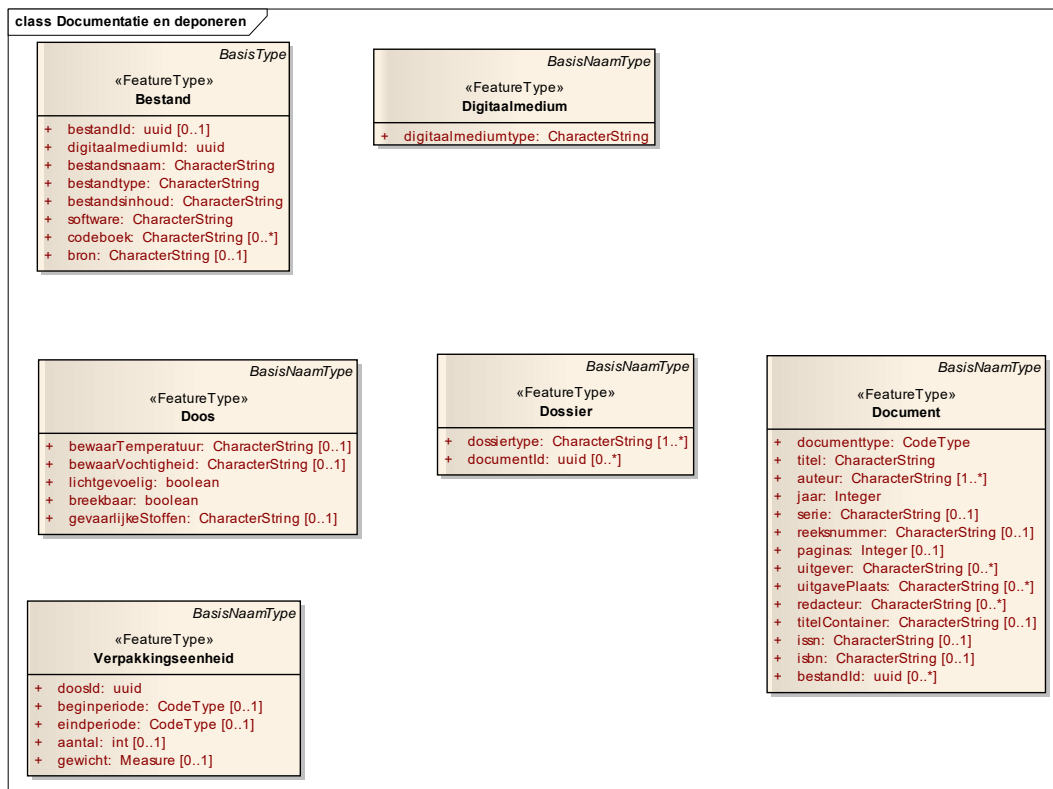 class Documentatie en deponeren
BasisType
«FeatureType»
Bestand
+ bestandId: uuid [0..1]
+ digitaalmediumId: uuid
+ bestandsnaam: CharacterString
+ bestandtype: CharacterString
+ bestandsinhoud: CharacterString
+ software: CharacterString
+ codeboek: CharacterString [0..*]
+ bron: CharacterString [0..1]
BasisNaamType
«FeatureType»
Digitaalmedium
+ digitaalmediumtype: CharacterString
BasisNaamType
«FeatureType»
Doos
+ bewaarTemperatuur: CharacterString [0..1]
+ bewaarVochtigheid: CharacterString [0..1]
+ lichtgevoelig: boolean
+ breekbaar: boolean
+ gevaarlijkeStoffen: CharacterString [0..1]
BasisNaamType
«FeatureType»
Dossier
+ dossiertype: CharacterString [1..*]
+ documentId: uuid [0..*]
BasisNaamType
«FeatureType»
Document
+ documenttype: CodeType
+ titel: CharacterString
+ auteur: CharacterString [1..*]
+ jaar: Integer
+ serie: CharacterString [0..1]
+ reeksnummer: CharacterString [0..1]
+ paginas: Integer [0..1]
+ uitgever: CharacterString [0..*]
+ uitgavePlaats: CharacterString [0..*]
+ redacteur: CharacterString [0..*]
+ titelContainer: CharacterString [0..1]
+ issn: CharacterString [0..1]
+ isbn: CharacterString [0..1]
+ bestandId: uuid [0..*]
BasisNaamType
«FeatureType»
Verpakkingseenheid
+ doosId: uuid
+ beginperiode: CodeType [0..1]
+ eindperiode: CodeType [0..1]
+ aantal: int [0..1]
+ gewicht: Measure [0..1]